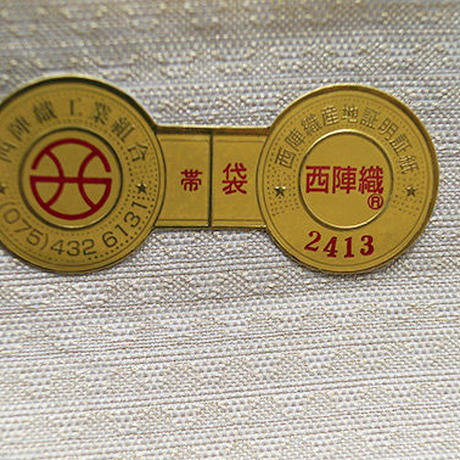 西陣織工業組合
(075)432 6131
帯 袋
西陣織産地証明証紙
西陣織®
2413